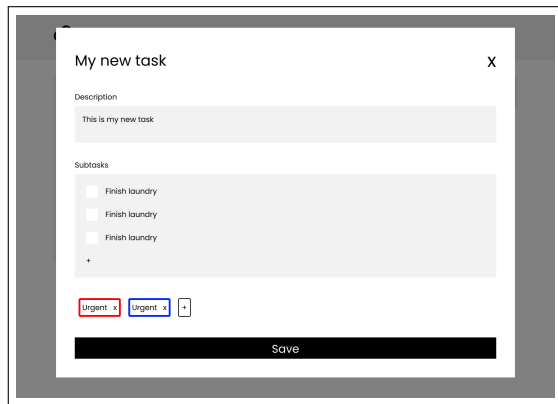 My new task X
Description
This is my new task
Subtasks
Finish laundry
Finish laundry
Finish laundry
+
Urgent x Urgent x +
Save